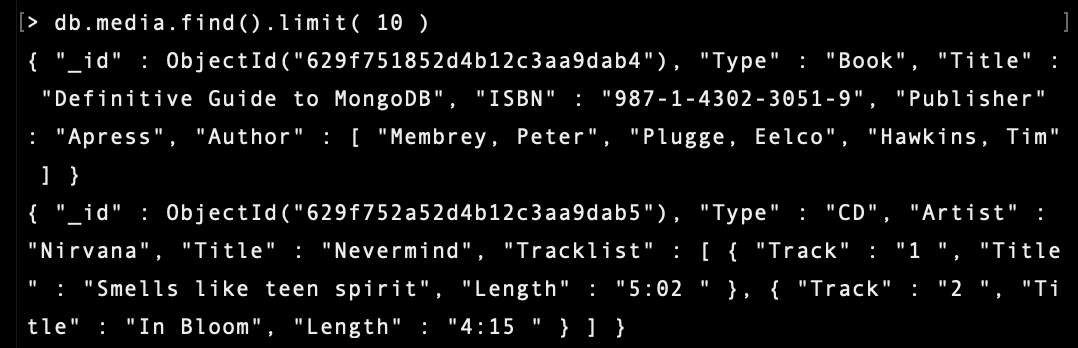 [> db.media.find().limit( 10 ) ]
{ "_id" : ObjectId("629f751852d4b12c3aa9dab4"), "Type" : "Book", "Title" :
"Definitive Guide to MongoDB", "ISBN" : "987-1-4302-3051-9", "Publisher"
: "Apress", "Author" : [ "Membrey, Peter", "Plugge, Eelco", "Hawkins, Tim"
] }
{ "_id" : ObjectId("629f752a52d4b12c3aa9dab5"), "Type" : "CD", "Artist" :
"Nirvana", "Title" : "Nevermind", "Tracklist" : [ { "Track" : "1 ", "Title
" : "Smells like teen spirit", "Length" : "5:02 " }, { "Track" : "2 ", "Ti
tle" : "In Bloom", "Length" : "4:15 " } ] }